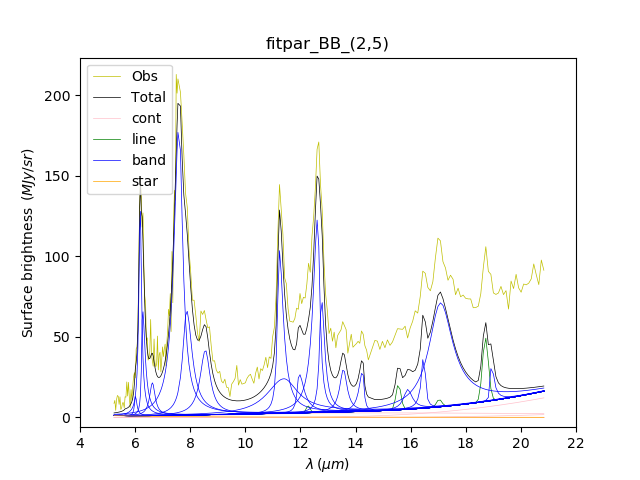 fitpar_BB_(2,5)
Obs
Total
cont
line
band
star
Surface brightness (MJy/sr)
200
150
100
50
0
4 6 8 10 12 14 16 18 20 22
λ (μm)